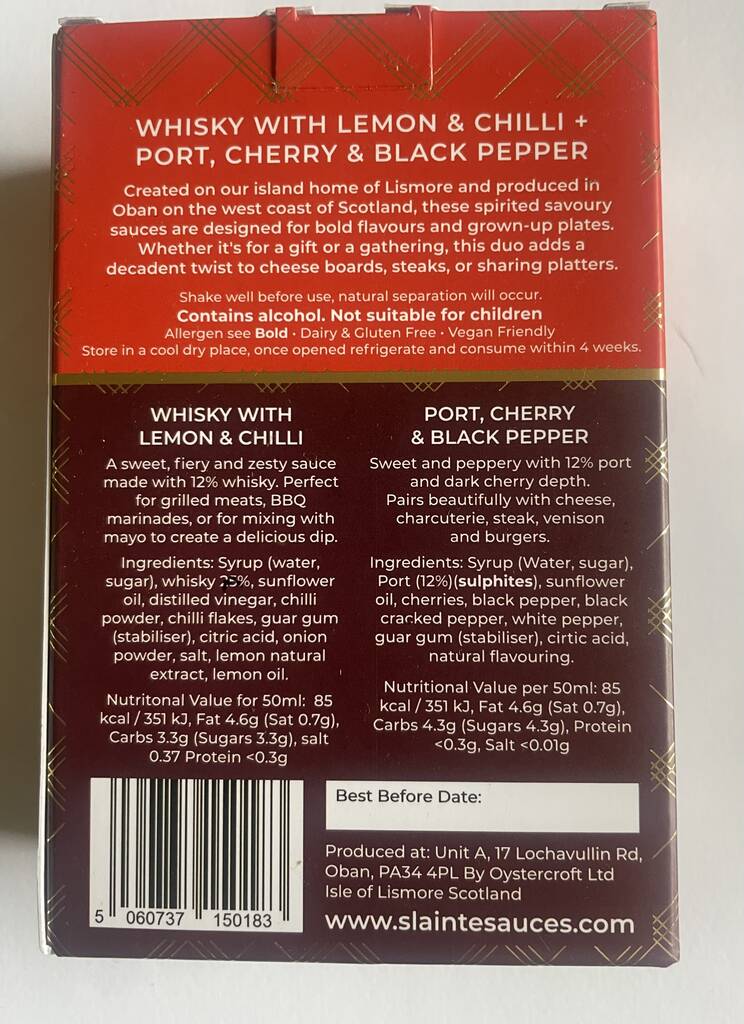 WHISKY WITH LEMON & CHILLI +
PORT, CHERRY & BLACK PEPPER
Created on our island home of Lismore and produced in
Oban on the west coast of Scotland, these spirited savoury
sauces are designed for bold flavours and grown-up plates.
Whether it's for a gift or a gathering, this duo adds a
decadent twist to cheese boards, steaks, or sharing platters.
Shake well before use, natural separation will occur.
Contains alcohol. Not suitable for children
Allergen see Bold · Dairy & Gluten Free · Vegan Friendly
Store in a cool dry place, once opened refrigerate and consume within 4 weeks.
WHISKY WITH
LEMON & CHILLI
A sweet, fiery and zesty sauce
made with 12% whisky. Perfect
for grilled meats, BBQ
marinades, or for mixing with
mayo to create a delicious dip.
Ingredients: Syrup (water,
sugar), whisky %, sunflower
oil, distilled vinegar, chilli
powder, chilli flakes, guar gum
(stabiliser), citric acid, onion
powder, salt, lemon natural
extract, lemon oil.
Nutritonal Value for 50ml: 85
kcal / 351 kJ, Fat 4.6g (Sat 0.7g),
Carbs 3.3g (Sugars 3.3g), salt
0.37 Protein <0.3g
PORT, CHERRY
& BLACK PEPPER
Sweet and peppery with 12% port
and dark cherry depth.
Pairs beautifully with cheese,
charcuterie, steak, venison
and burgers.
Ingredients: Syrup (Water, sugar),
Port (12%)(sulphites), sunflower
oil, cherries, black pepper, black
cracked pepper, white pepper,
guar gum (stabiliser), cirtic acid,
natural flavouring.
Nutritional Value per 50ml: 85
kcal / 351 kJ, Fat 4.6g (Sat 0.7g),
Carbs 4.3g (Sugars 4.3g), Protein
<0.3g, Salt <0.01g
5 060737 150183
Best Before Date:
Produced at: Unit A, 17 Lochavullin Rd,
Oban, PA34 4PL By Oystercroft Ltd
Isle of Lismore Scotland
www.slaintesauces.com